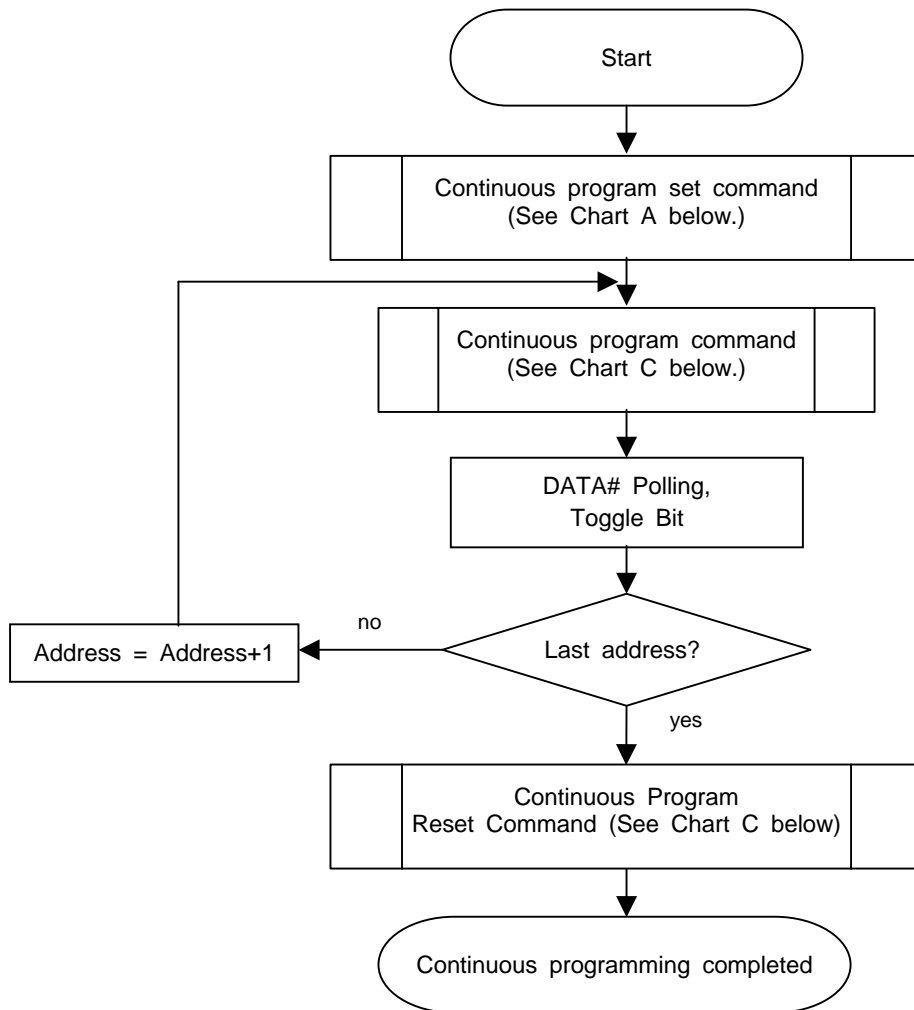 Start
Continuous program set command
(See Chart A below.)
Continuous program command
(See Chart C below.)
DATA# Polling,
Toggle Bit
no
Address = Address+1
Last address?
yes
Continuous Program
Reset Command (See Chart C below)
Continuous programming completed